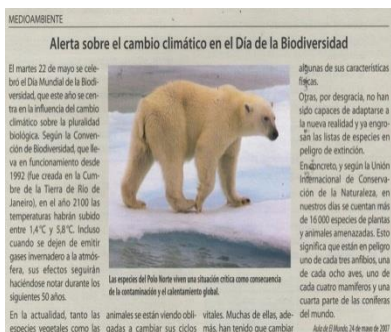 MEDIOAMBIENTE
Alerta sobre el cambio climático en el Día de la Biodiversidad
El martes 22 de mayo se cele-
bró el Día Mundial de la Biodi-
versidad, que este año se cen-
tra en la influencia del cambio
climático sobre la pluralidad
biológica. Según la Conven-
ción de Biodiversidad, que lle-
va en funcionamiento desde
1992 (fue creada en la Cum-
bre de la Tierra de Río de
Janeiro), en el año 2100 las
temperaturas habrán subido
entre 1,4°C y 5,8°C. Incluso
cuando se dejen de emitir
gases invernadero a la atmós-
fera, sus efectos seguirán
haciéndose notar durante los
siguientes 50 años.
En la actualidad, tanto las
especies vegetales como las
Las especies del Polo Norte viven una situación crítica como consecuencia
de la contaminación y el calentamiento global.
animales se están viendo obli-
gadas a cambiar sus ciclos
vitales. Muchas de ellas, ade-
más, han tenido que cambiar
algunas de sus características
físicas.
Otras, por desgracia, no han
sido capaces de adaptarse a
la nueva realidad y ya engro-
san las listas de especies en
peligro de extinción.
En concreto, y según la Unión
Internacional de Conserva-
ción de la Naturaleza, en
nuestros días se cuentan más
de 16000 especies de plantas
y animales amenazadas. Esto
significa que están en peligro
uno de cada tres anfibios, una
de cada ocho aves, uno de
cada cuatro mamíferos y una
cuarta parte de las coníferas
del mundo.
El Mundo, 24 de mayo de